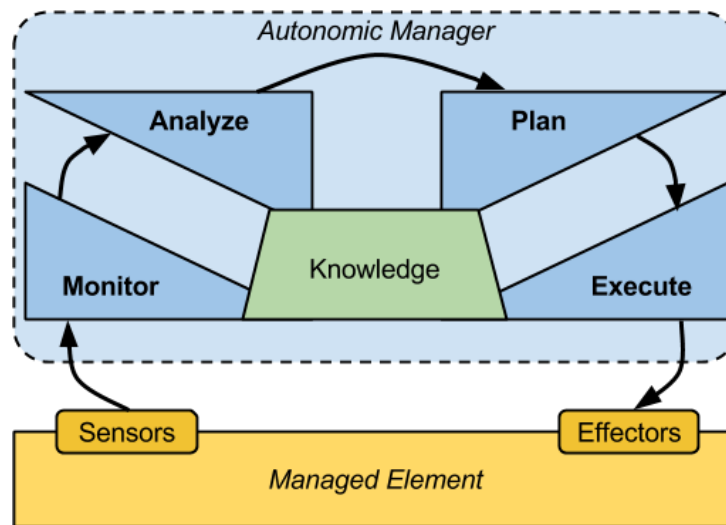 Autonomic Manager
Analyze
Plan
Monitor
Knowledge
Execute
Sensors
Effectors
Managed Element